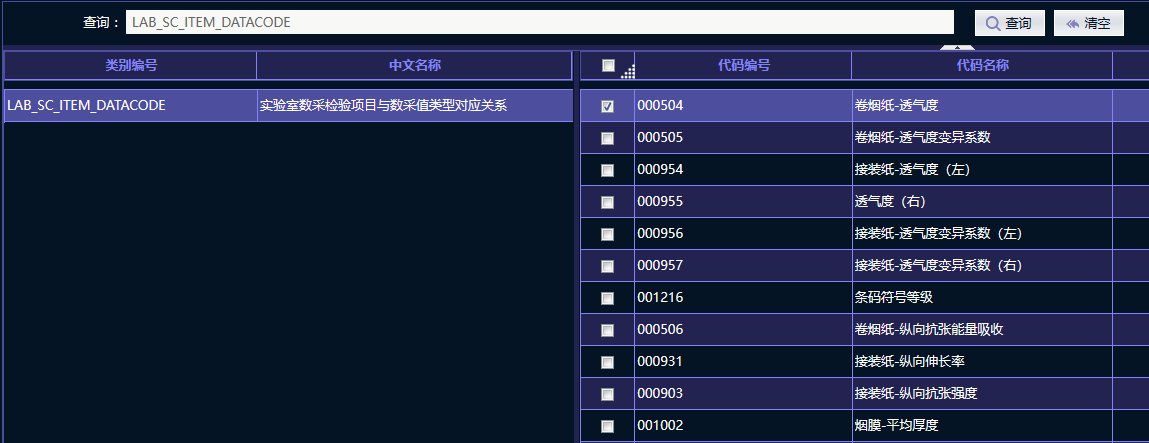 查询： LAB_SC_ITEM_DATACODE 查询 清空
类别编号 中文名称 代码编号 代码名称
LAB_SC_ITEM_DATACODE 实验室数采检验项目与数采值类型对应关系 000504 卷烟纸-透气度
000505 卷烟纸-透气度变异系数
000954 接装纸-透气度（左）
000955 透气度（右）
000956 接装纸-透气度变异系数（左）
000957 接装纸-透气度变异系数（右）
001216 条码符号等级
000506 卷烟纸-纵向抗张能量吸收
000931 接装纸-纵向伸长率
000903 接装纸-纵向抗张强度
001002 烟膜-平均厚度